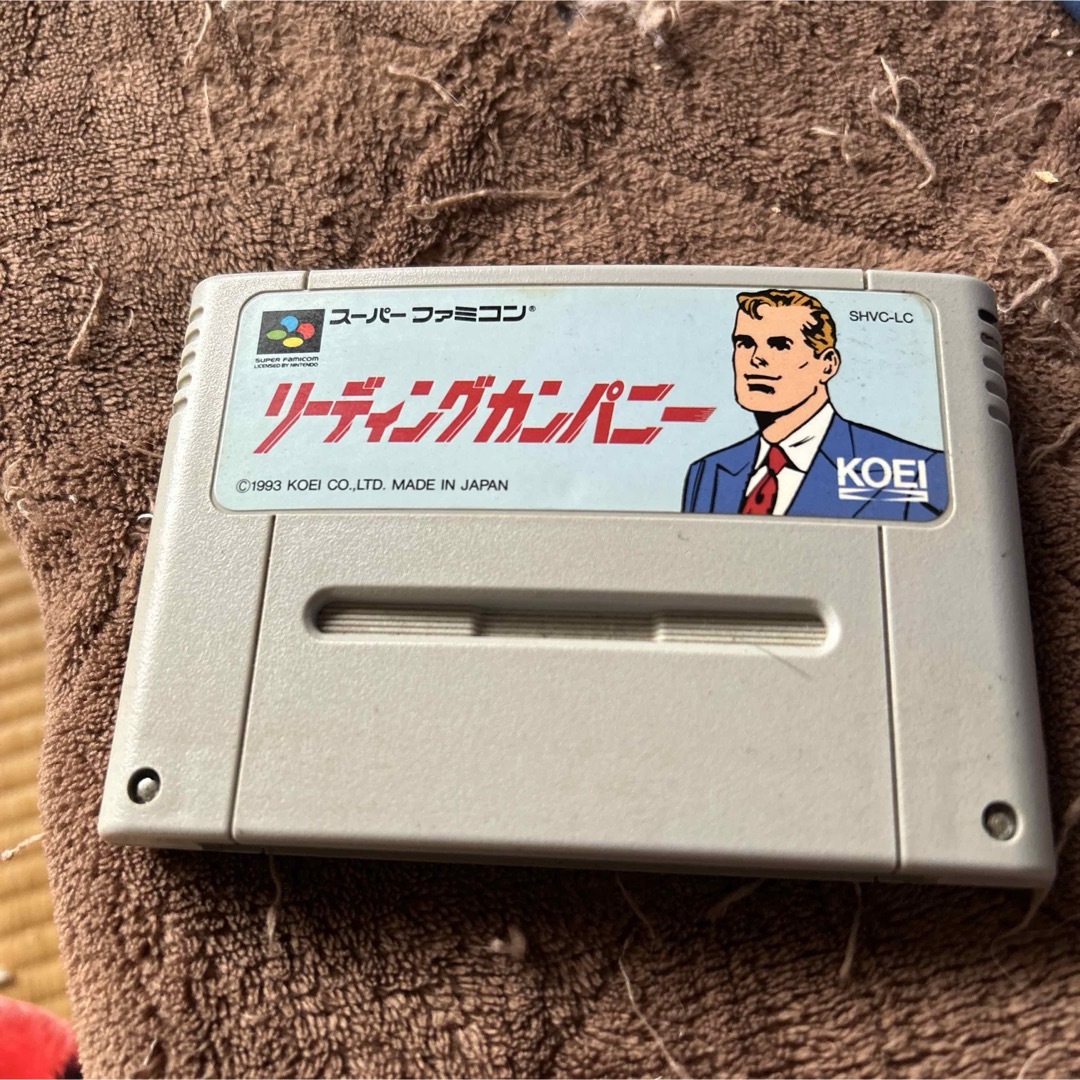 スーパーファミコン®
SHVC-LC
SUPER FAMICOM
LICENSED BY NINTENDO
リーディングカンパニー
©1993 KOEI CO.,LTD. MADE IN JAPAN
KOEI